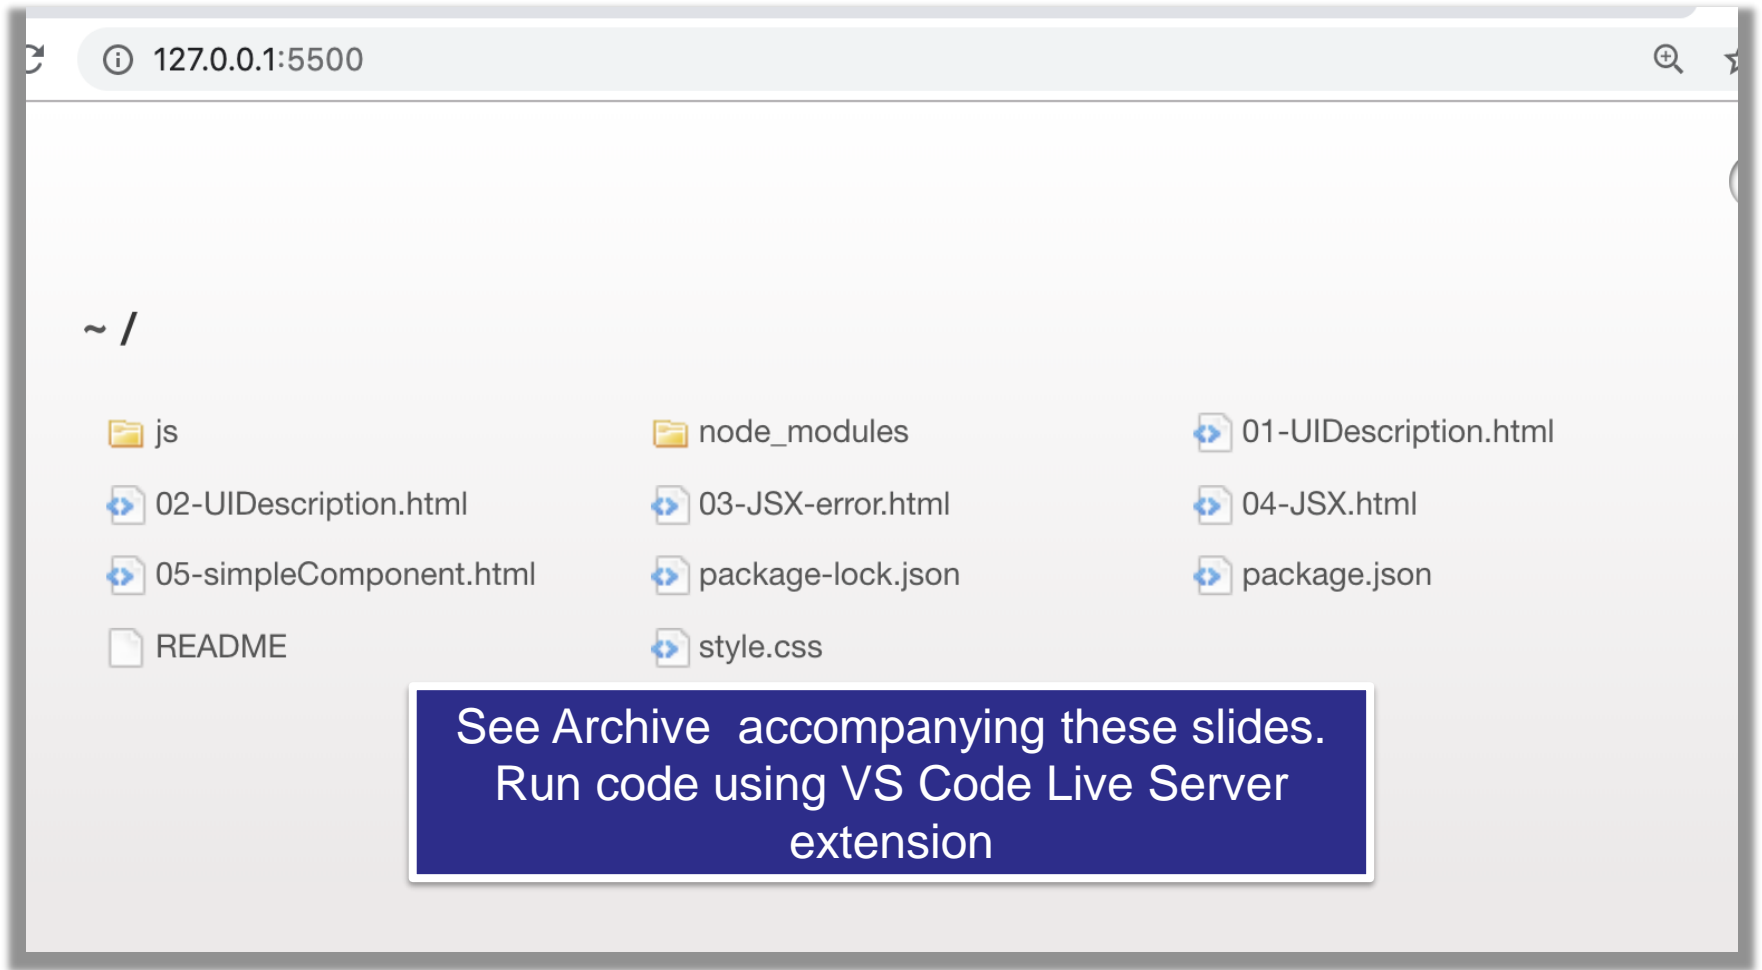 127.0.0.1:5500
~ /
js node_modules 01-UIDescription.html
02-UIDescription.html 03-JSX-error.html 04-JSX.html
05-simpleComponent.html package-lock.json package.json
README style.css
See Archive  accompanying these slides.
Run code using VS Code Live Server
extension